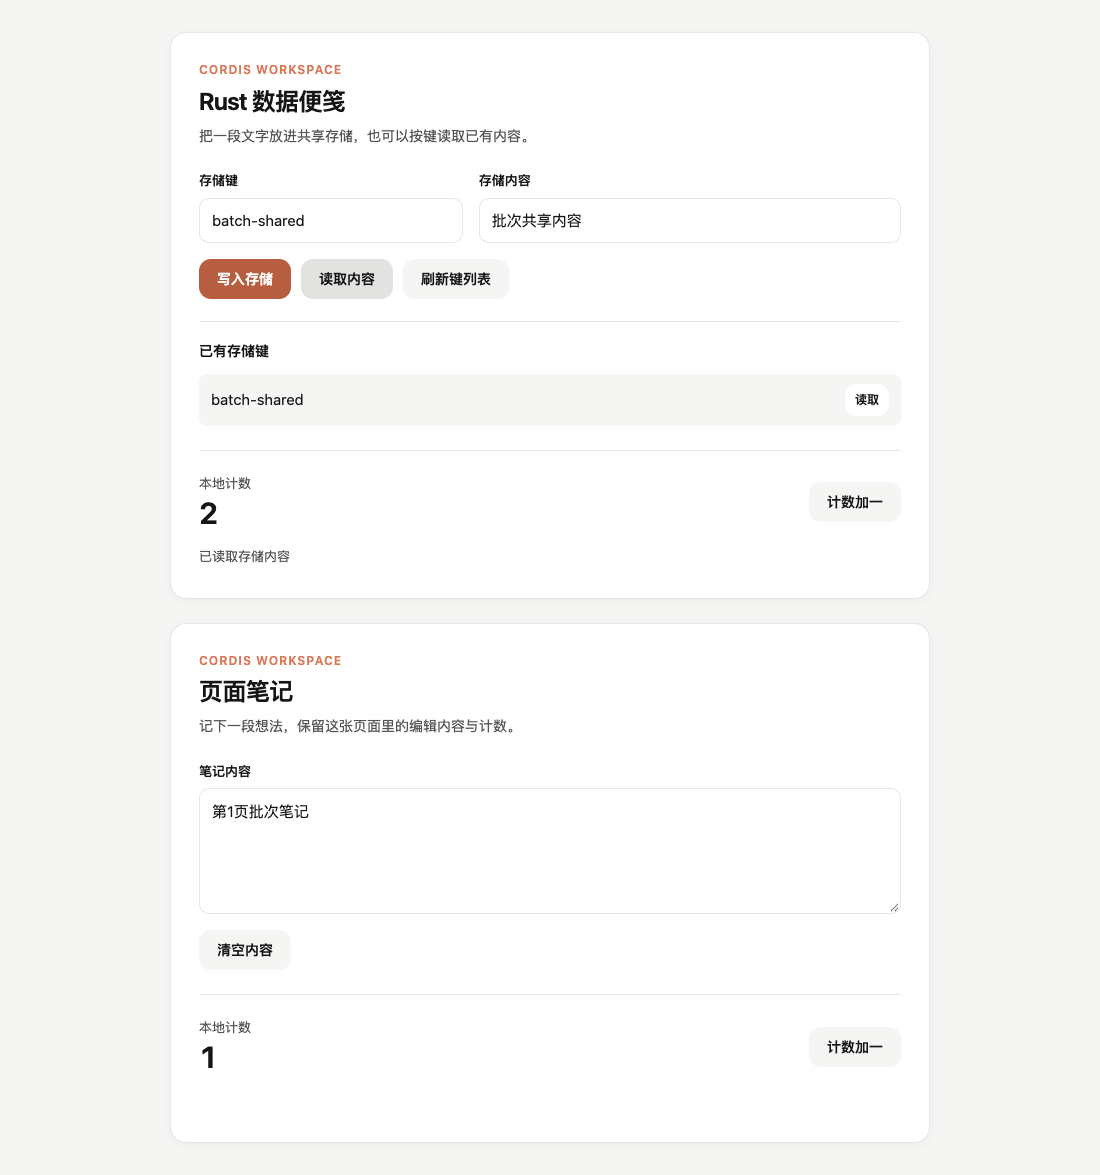 CORDIS WORKSPACE
Rust 数据便笺
把一段文字放进共享存储，也可以按键读取已有内容。
存储键
存储内容
batch-shared
批次共享内容
写入存储
读取内容
刷新键列表
已有存储键
batch-shared
读取
本地计数
2
计数加一
已读取存储内容
CORDIS WORKSPACE
页面笔记
记下一段想法，保留这张页面里的编辑内容与计数。
笔记内容
第1页批次笔记
清空内容
本地计数
1
计数加一